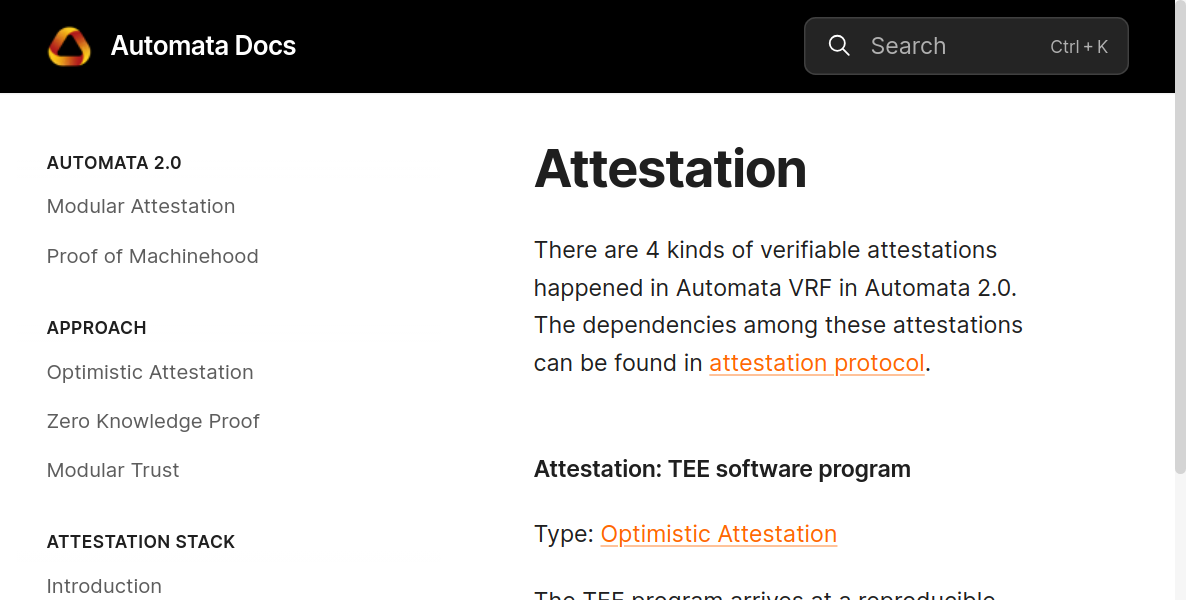 Automata Docs
Search
Ctrl + K
AUTOMATA 2.0
Modular Attestation
Proof of Machinehood
APPROACH
Optimistic Attestation
Zero Knowledge Proof
Modular Trust
ATTESTATION STACK
Introduction
Attestation
There are 4 kinds of verifiable attestations
happened in Automata VRF in Automata 2.0.
The dependencies among these attestations
can be found in attestation protocol.
Attestation: TEE software program
Type: Optimistic Attestation
The TEE program arrives at a reproducible